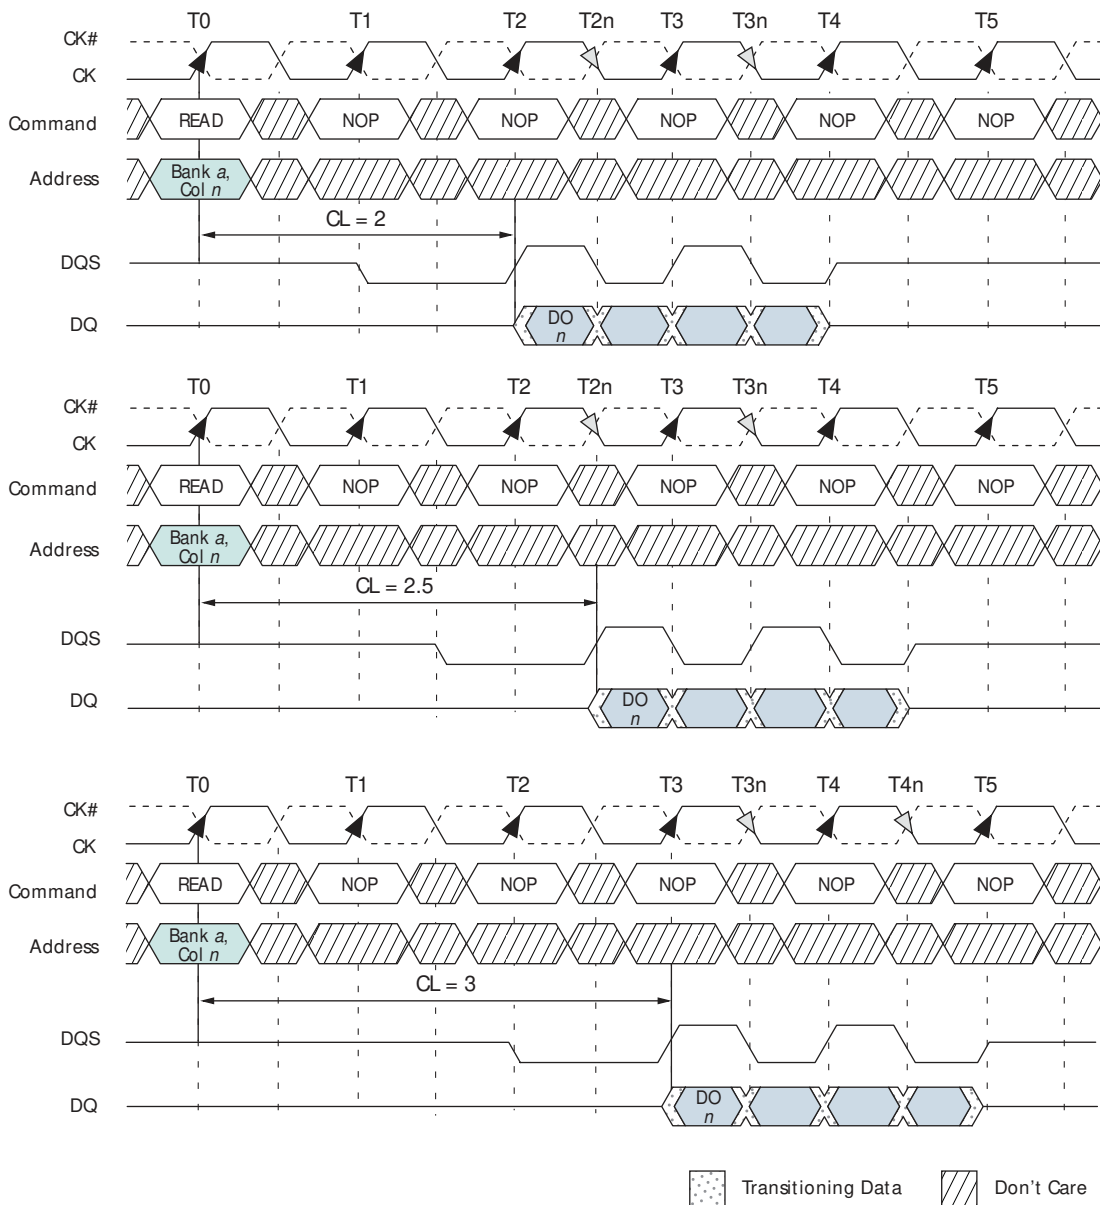 T0 T1 T2 T2n T3 T3n T4 T5
CK#
CK
Command READ NOP NOP NOP NOP NOP
Address Bank a,
Col n
CL = 2
DQS
DQ DO
n
T0 T1 T2 T2n T3 T3n T4 T5
CK#
CK
Command READ NOP NOP NOP NOP NOP
Address Bank a,
Col n
CL = 2.5
DQS
DQ DO
n
T0 T1 T2 T3 T3n T4 T4n T5
CK#
CK
Command READ NOP NOP NOP NOP NOP
Address Bank a,
Col n
CL = 3
DQS
DQ DO
n
Transitioning Data Don't Care